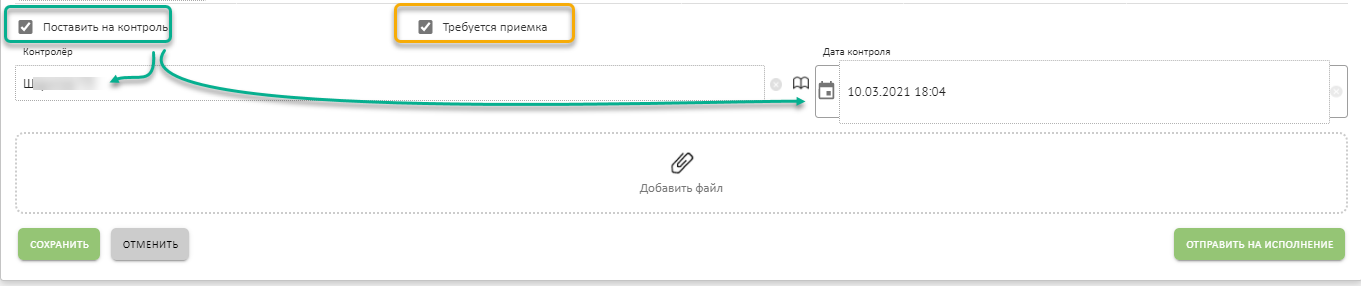 Поставить на контроль
Требуется приемка
Контролёр
Дата контроля
10.03.2021 18:04
Добавить файл
СОХРАНИТЬ
ОТМЕНИТЬ
ОТПРАВИТЬ НА ИСПОЛНЕНИЕ